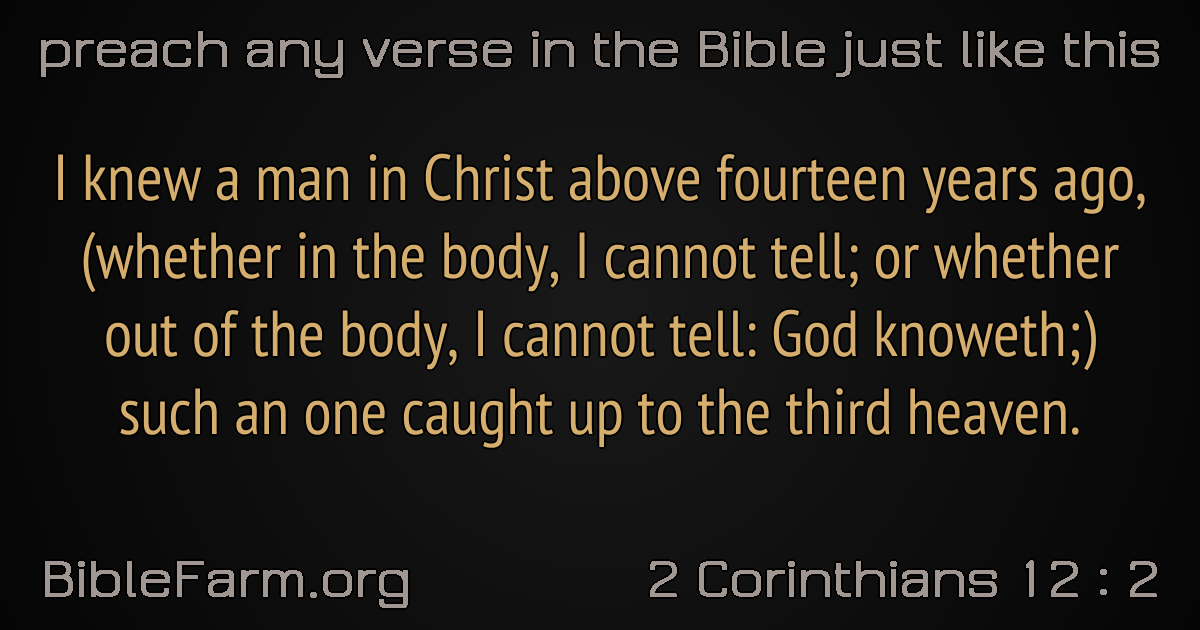 preach any verse in the Bible just like this
I knew a man in Christ above fourteen years ago,
(whether in the body, I cannot tell; or whether
out of the body, I cannot tell: God knoweth;)
such an one caught up to the third heaven.
BibleFarm.org
2 Corinthians 12 : 2